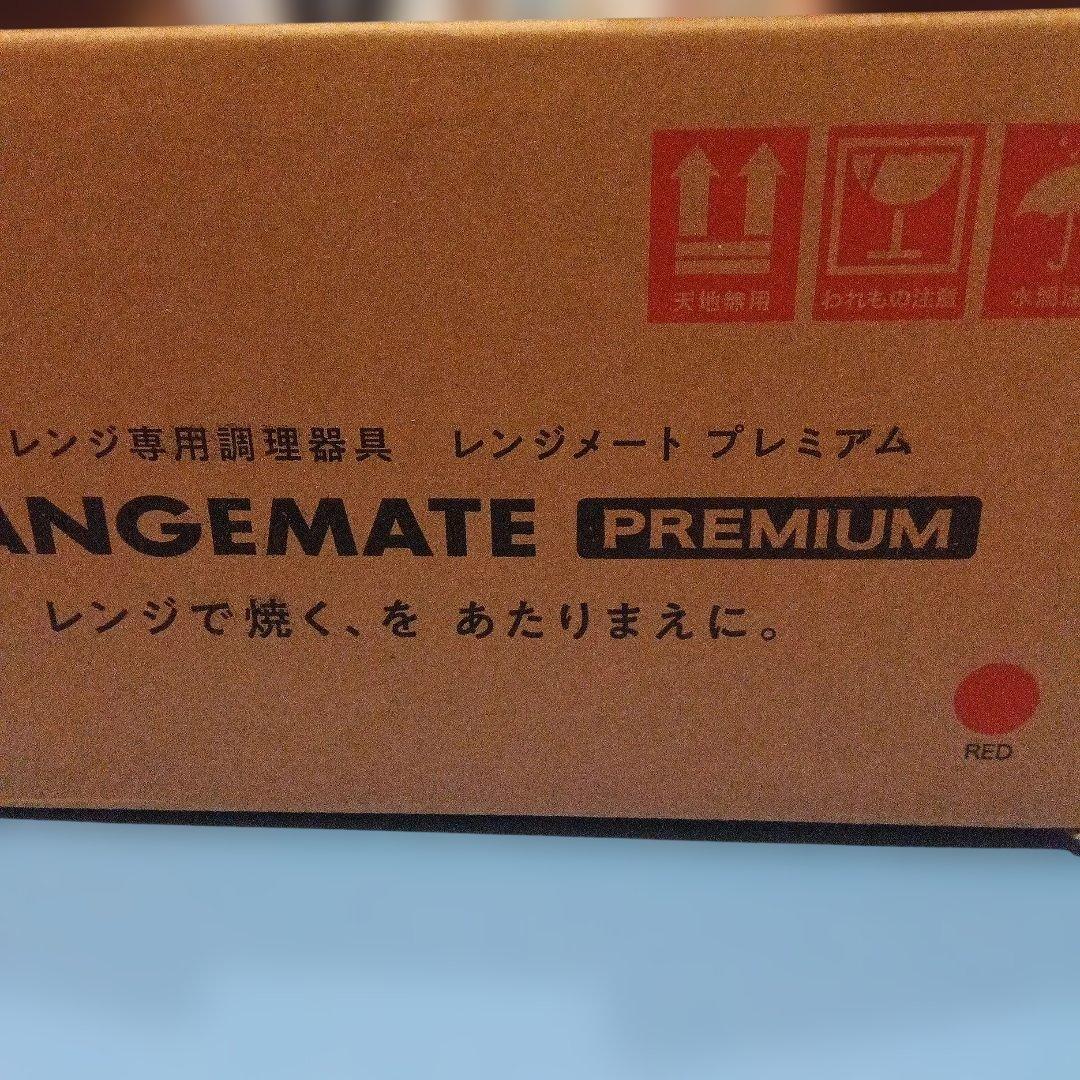 天地無用 われもの注意 水濡
レンジ専用調理器具 レンジメート プレミアム
ANGEMATE PREMIUM
レンジで焼く、を あたりまえに。
RED